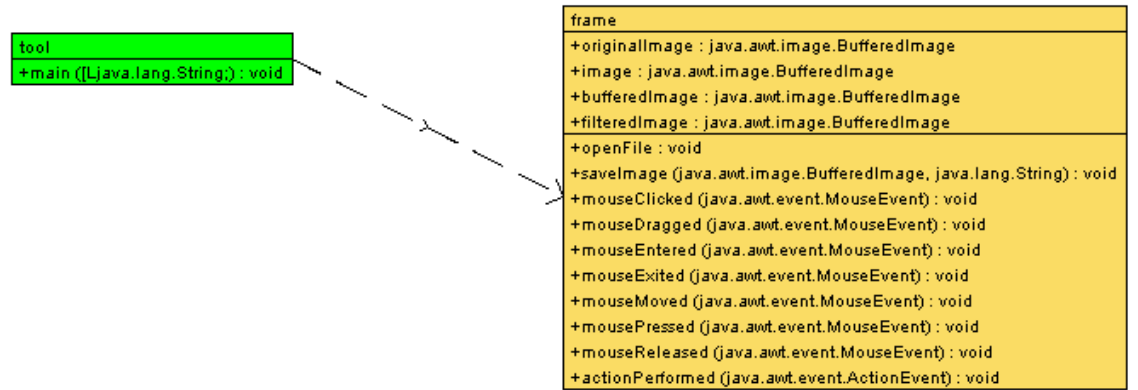 tool
+main ([Ljava.lang.String;) : void
frame
+originalImage : java.awt.image.BufferedImage
+image : java.awt.image.BufferedImage
+bufferedImage : java.awt.image.BufferedImage
+filteredImage : java.awt.image.BufferedImage
+openFile : void
+saveImage (java.awt.image.BufferedImage, java.lang.String) : void
+mouseClicked (java.awt.event.MouseEvent) : void
+mouseDragged (java.awt.event.MouseEvent) : void
+mouseEntered (java.awt.event.MouseEvent) : void
+mouseExited (java.awt.event.MouseEvent) : void
+mouseMoved (java.awt.event.MouseEvent) : void
+mousePressed (java.awt.event.MouseEvent) : void
+mouseReleased (java.awt.event.MouseEvent) : void
+actionPerformed (java.awt.event.ActionEvent) : void